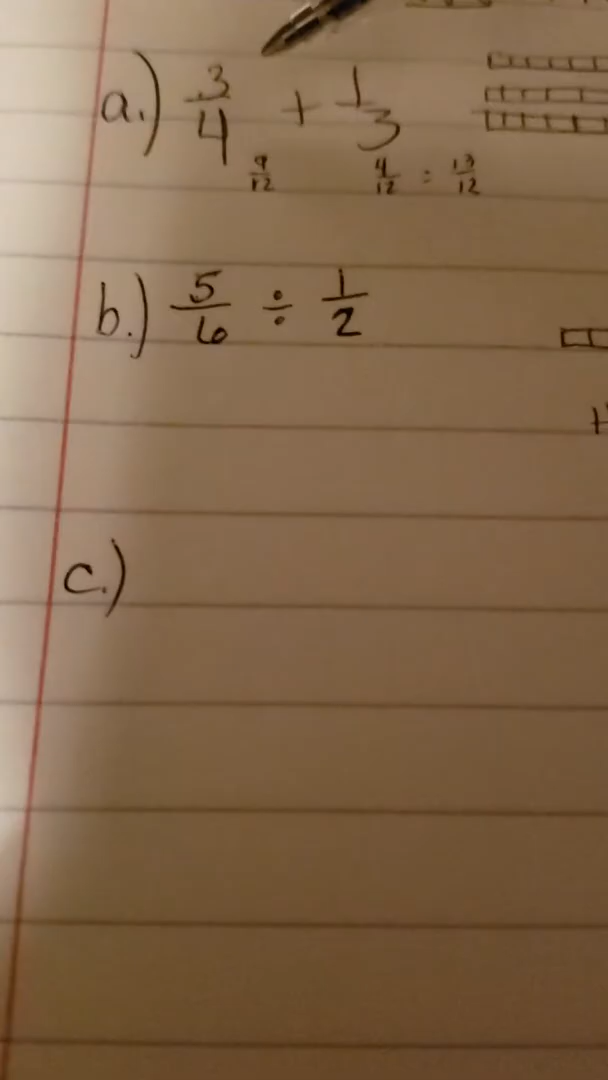 a.) 3/4 + 1/3
9/12 4/12 = 13/12
b.) 5/6 ÷ 1/2
c.)